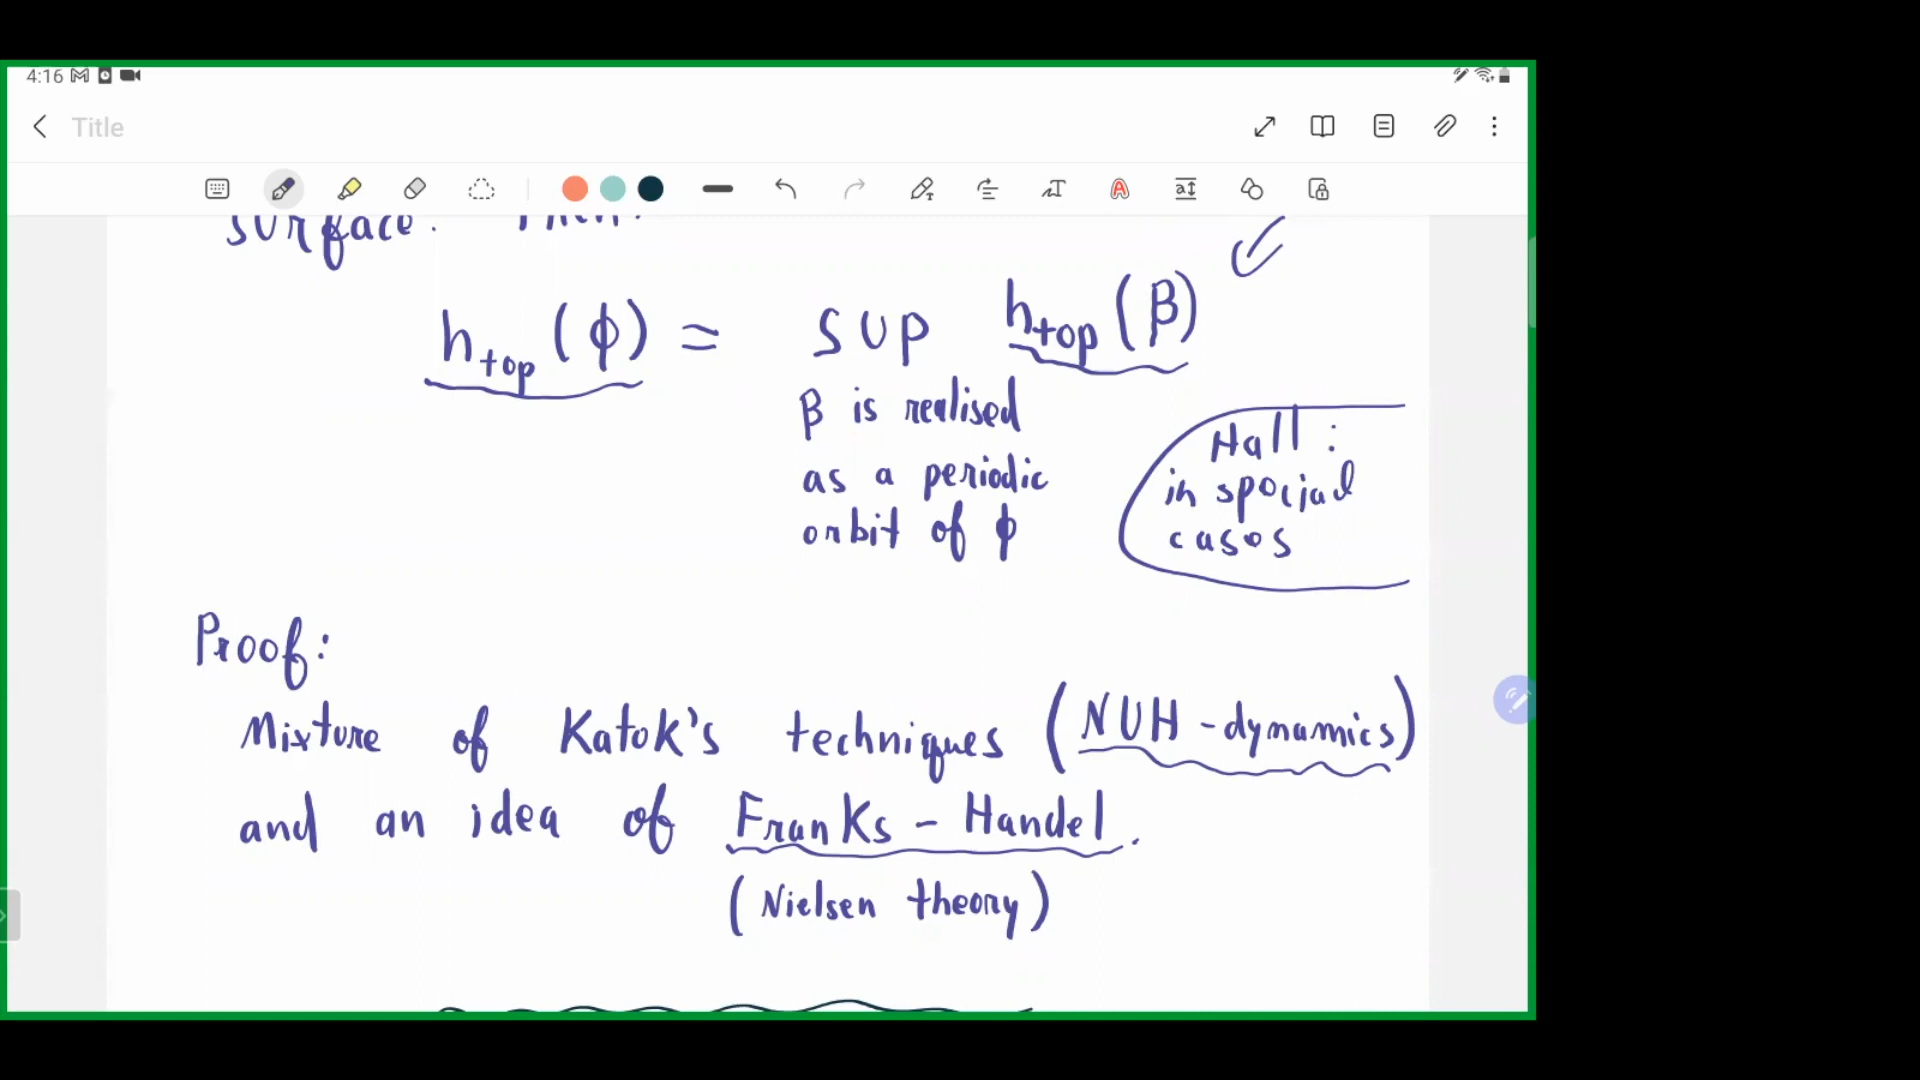 4:16
Title
surface. Then:
h_top (ϕ) = sup h_top (β)
β is realised
as a periodic
orbit of ϕ
Hall :
in special
cases
Proof:
Mixture of Katok's techniques (NUH-dynamics)
and an idea of Franks - Handel.
(Nielsen theory)